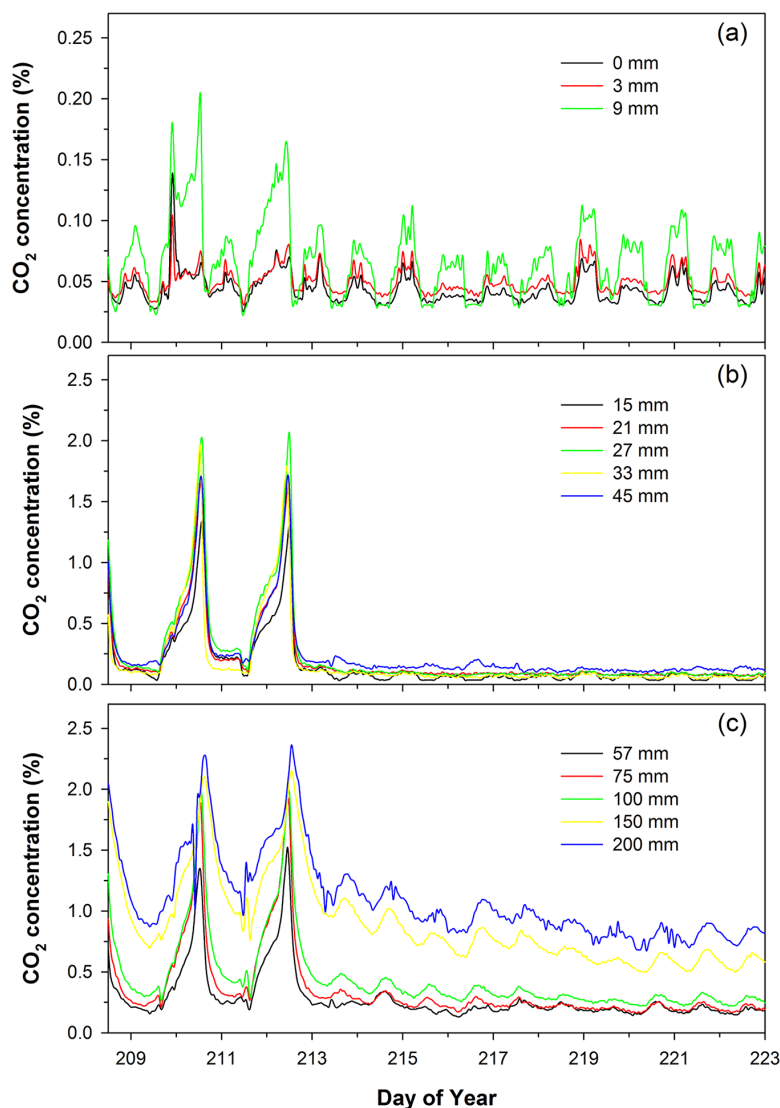 (a)
0.25
0 mm
3 mm
9 mm
0.20
0.15
0.10
0.05
0.00
CO2 concentration (%)
(b)
2.5
15 mm
21 mm
27 mm
33 mm
45 mm
2.0
1.5
1.0
0.5
0.0
CO2 concentration (%)
(c)
2.5
57 mm
75 mm
100 mm
150 mm
200 mm
2.0
1.5
1.0
0.5
0.0
CO2 concentration (%)
209 211 213 215 217 219 221 223
Day of Year